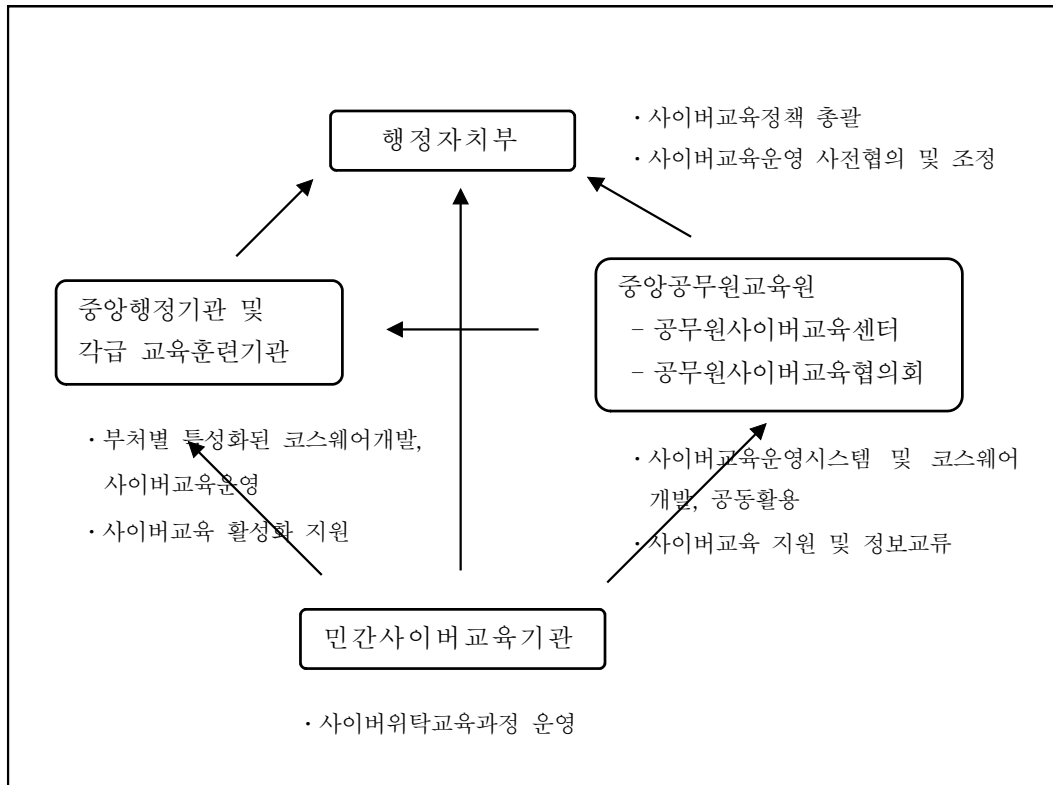 행정자치부
· 사이버교육정책 총괄
· 사이버교육운영 사전협의 및 조정
중앙행정기관 및
각급 교육훈련기관
중앙공무원교육원
- 공무원사이버교육센터
- 공무원사이버교육협의회
· 부처별 특성화된 코스웨어개발,
사이버교육운영
· 사이버교육 활성화 지원
· 사이버교육운영시스템 및 코스웨어
개발, 공동활용
· 사이버교육 지원 및 정보교류
민간사이버교육기관
· 사이버위탁교육과정 운영